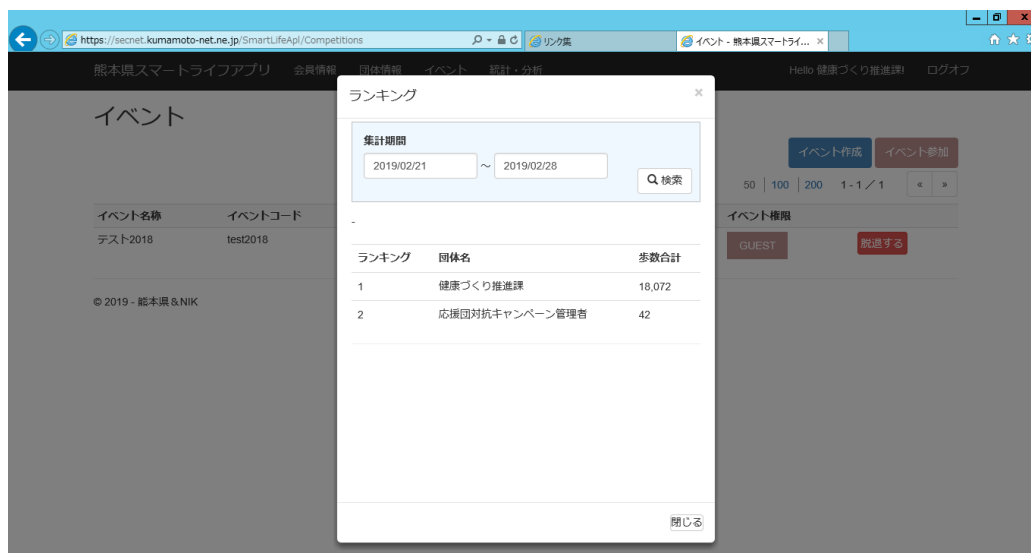 https://secnet.kumamoto-net.ne.jp/SmartLifeApl/Competitions
リンク集
イベント - 熊本県スマートライ...
熊本県スマートライフアプリ 会員情報 団体情報 イベント 統計・分析 Hello 健康づくり推進課! ログオフ
イベント
イベント作成 イベント参加
50 100 200 1 - 1 / 1 « »
イベント名称 イベントコード イベント権限
テスト2018 test2018 GUEST 脱退する
© 2019 - 熊本県&NIK
ランキング ×
集計期間
2019/02/21 ~ 2019/02/28
検索
-
ランキング 団体名 歩数合計
1 健康づくり推進課 18,072
2 応援団対抗キャンペーン管理者 42
閉じる